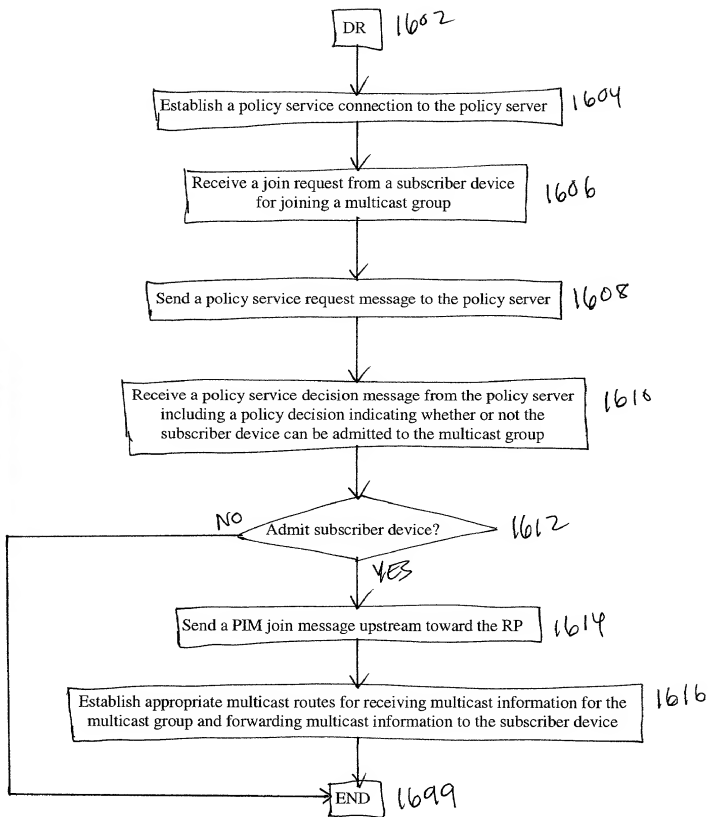 DR 1602
Establish a policy service connection to the policy server 1604
Receive a join request from a subscriber device
for joining a multicast group 1606
Send a policy service request message to the policy server 1608
Receive a policy service decision message from the policy server
including a policy decision indicating whether or not the
subscriber device can be admitted to the multicast group 1610
NO
Admit subscriber device? 1612
YES
Send a PIM join message upstream toward the RP 1614
Establish appropriate multicast routes for receiving multicast information for the
multicast group and forwarding multicast information to the subscriber device 1616
END 1699